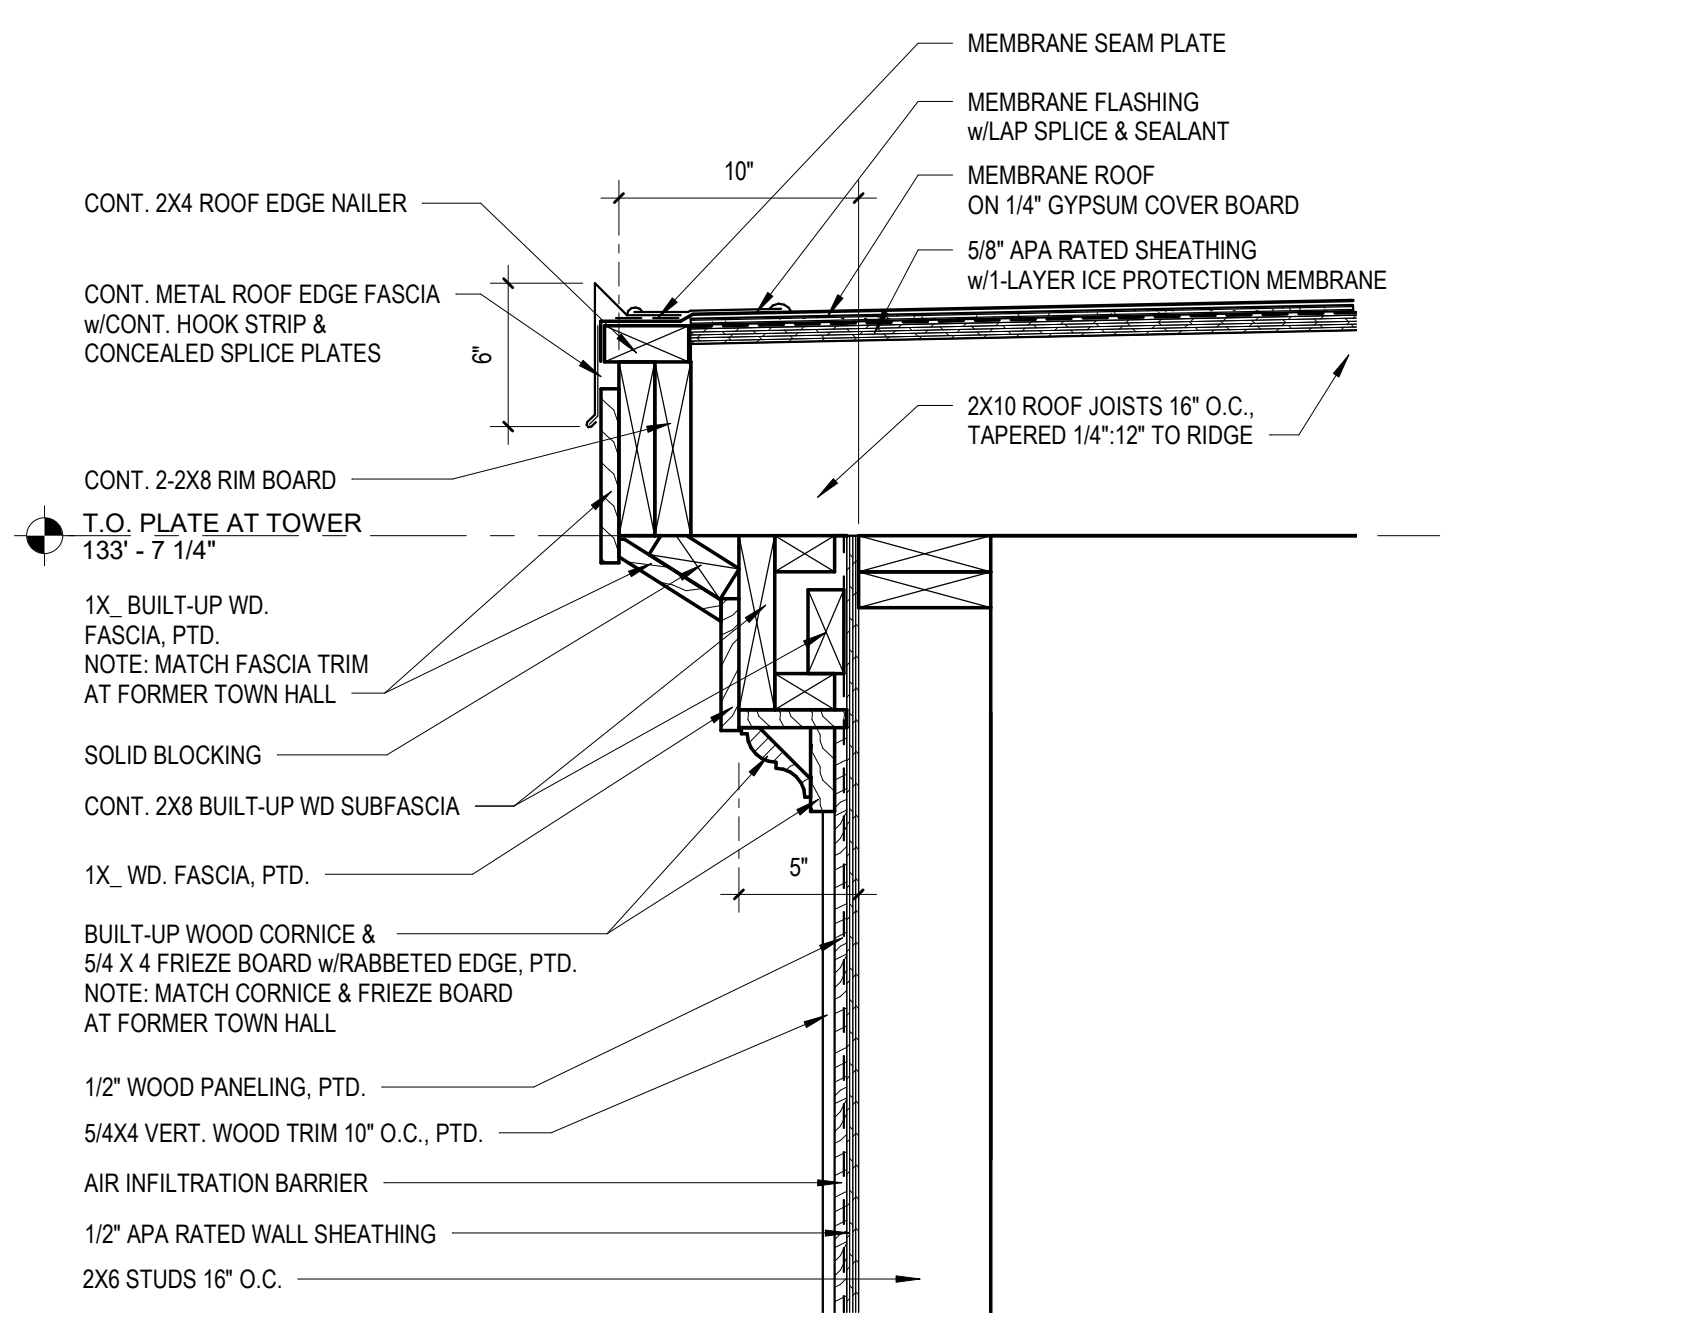 MEMBRANE SEAM PLATE
MEMBRANE FLASHING
w/LAP SPLICE & SEALANT
10"
MEMBRANE ROOF
ON 1/4" GYPSUM COVER BOARD
CONT. 2X4 ROOF EDGE NAILER
5/8" APA RATED SHEATHING
w/1-LAYER ICE PROTECTION MEMBRANE
CONT. METAL ROOF EDGE FASCIA
w/CONT. HOOK STRIP &
CONCEALED SPLICE PLATES
6"
2X10 ROOF JOISTS 16" O.C.,
TAPERED 1/4":12" TO RIDGE
CONT. 2-2X8 RIM BOARD
T.O. PLATE AT TOWER
133' - 7 1/4"
1X_ BUILT-UP WD.
FASCIA, PTD.
NOTE: MATCH FASCIA TRIM
AT FORMER TOWN HALL
SOLID BLOCKING
CONT. 2X8 BUILT-UP WD SUBFASCIA
1X_ WD. FASCIA, PTD.
5"
BUILT-UP WOOD CORNICE &
5/4 X 4 FRIEZE BOARD w/RABBETED EDGE, PTD.
NOTE: MATCH CORNICE & FRIEZE BOARD
AT FORMER TOWN HALL
1/2" WOOD PANELING, PTD.
5/4X4 VERT. WOOD TRIM 10" O.C., PTD.
AIR INFILTRATION BARRIER
1/2" APA RATED WALL SHEATHING
2X6 STUDS 16" O.C.